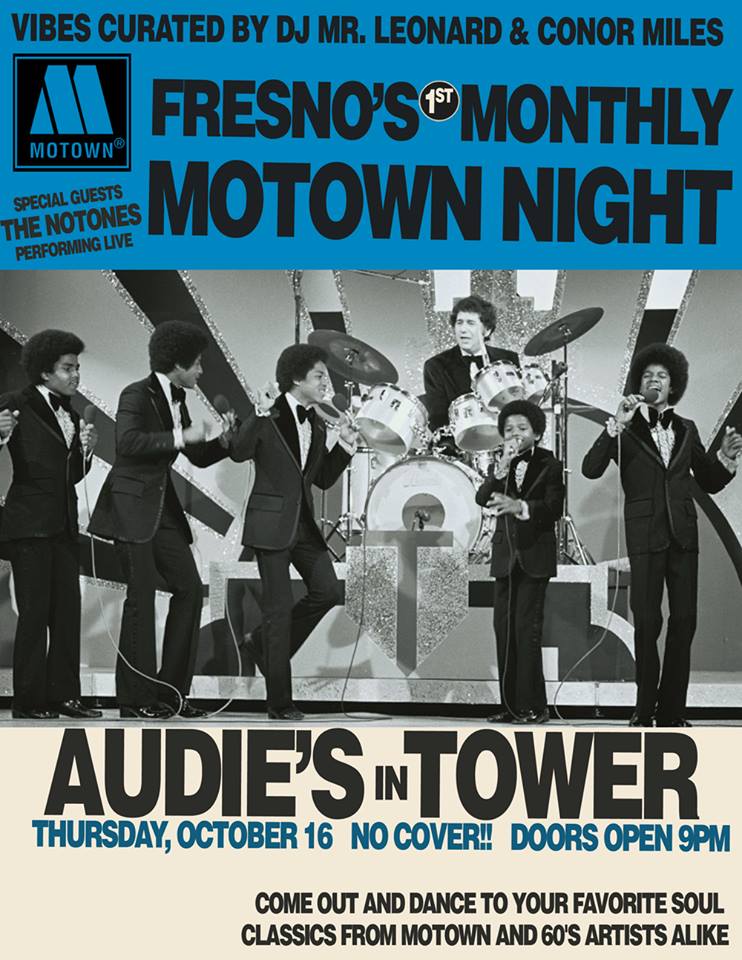 VIBES CURATED BY DJ MR. LEONARD & CONOR MILES
MOTOWN®
FRESNO'S 1ST MONTHLY
MOTOWN NIGHT
SPECIAL GUESTS
THE NOTONES
PERFORMING LIVE
AUDIE'S IN TOWER
THURSDAY, OCTOBER 16 NO COVER!! DOORS OPEN 9PM
COME OUT AND DANCE TO YOUR FAVORITE SOUL
CLASSICS FROM MOTOWN AND 60'S ARTISTS ALIKE